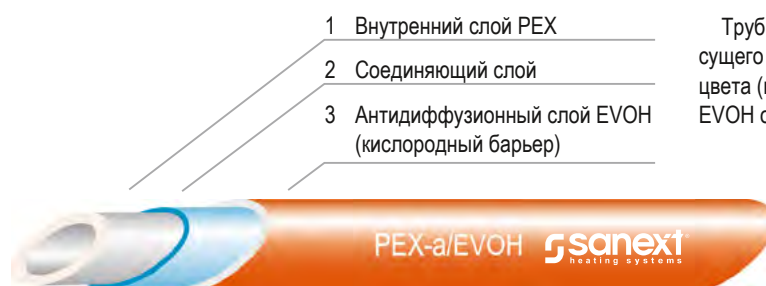 1 Внутренний слой PEX
2 Соединяющий слой
3 Антидиффузионный слой EVOH
(кислородный барьер)
сущего
цвета
EVOH
PEX-a/EVOH sanext
heating systems